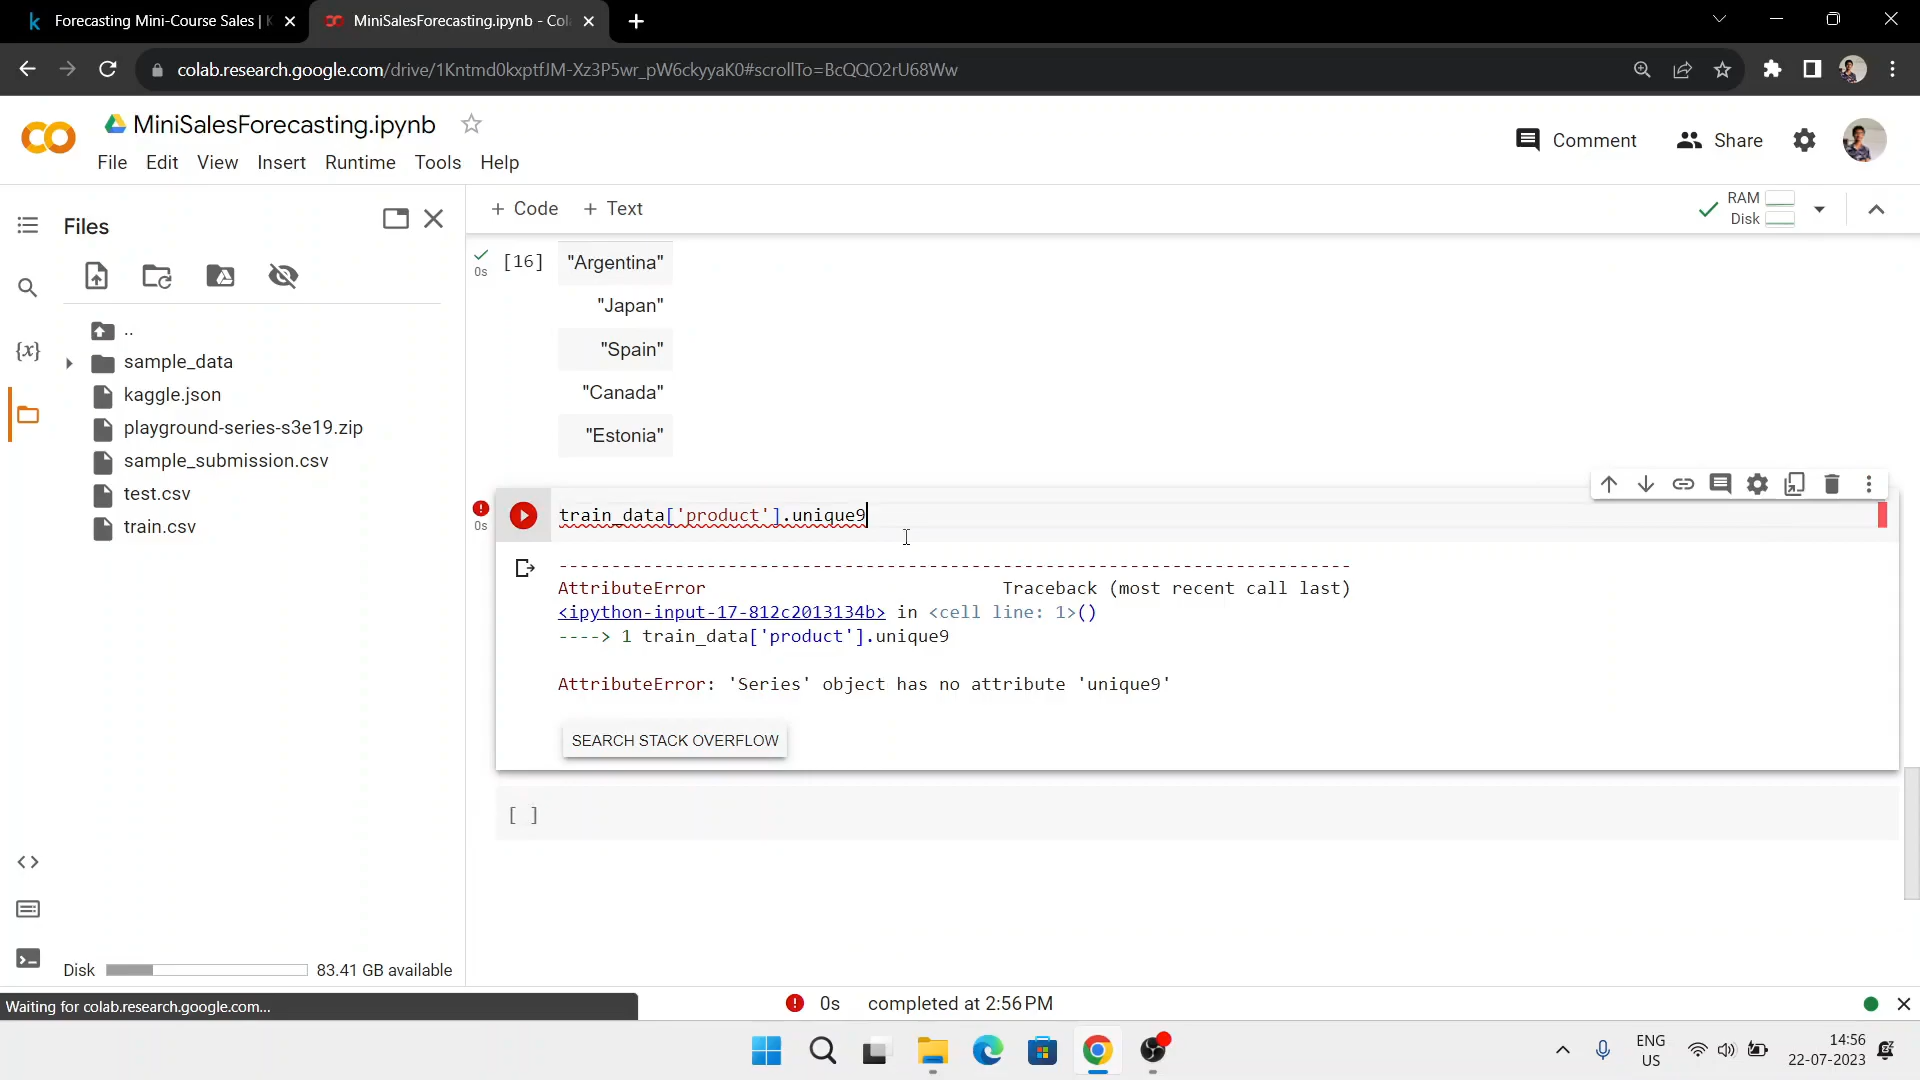 Forecasting Mini-Course Sales |
MiniSalesForecasting.ipynb - Col
colab.research.google.com/drive/1Kntmd0kxptfJM-Xz3P5wr_pW6ckyyaK0#scrollTo=BcQQO2rU68Ww
MiniSalesForecasting.ipynb
Comment
Share
File Edit View Insert Runtime Tools Help
Files
+ Code + Text
RAM
Disk
..
sample_data
kaggle.json
playground-series-s3e19.zip
sample_submission.csv
test.csv
train.csv
{x}
0s
[16]
"Argentina"
"Japan"
"Spain"
"Canada"
"Estonia"
0s
train_data['product'].unique9
---------------------------------------------------------------------------
AttributeError Traceback (most recent call last)
<ipython-input-17-812c2013134b> in <cell line: 1>()
----> 1 train_data['product'].unique9
AttributeError: 'Series' object has no attribute 'unique9'
SEARCH STACK OVERFLOW
[ ]
Disk 83.41 GB available
Waiting for colab.research.google.com...
0s completed at 2:56 PM
ENG
US
14:56
22-07-2023